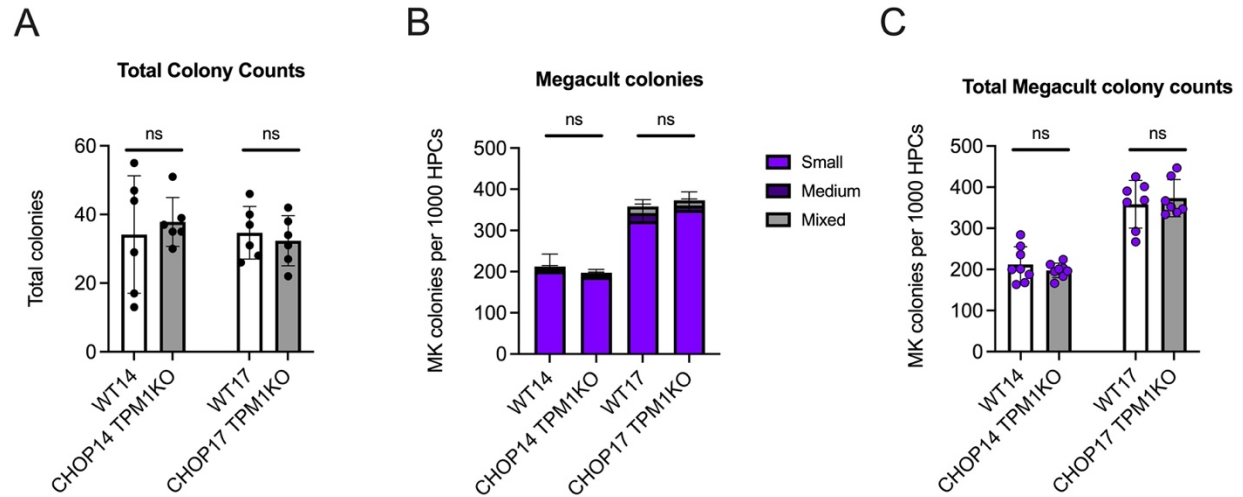 A
Total Colony Counts
ns
ns
60
40
20
0
Total colonies
WT14
CHOP14 TPM1KO
WT17
CHOP17 TPM1KO
B
Megacult colonies
ns
ns
500
400
300
200
100
0
MK colonies per 1000 HPCs
WT14
CHOP14 TPM1KO
WT17
CHOP17 TPM1KO
Small
Medium
Mixed
C
Total Megacult colony counts
ns
ns
500
400
300
200
100
0
MK colonies per 1000 HPCs
WT14
CHOP14 TPM1KO
WT17
CHOP17 TPM1KO